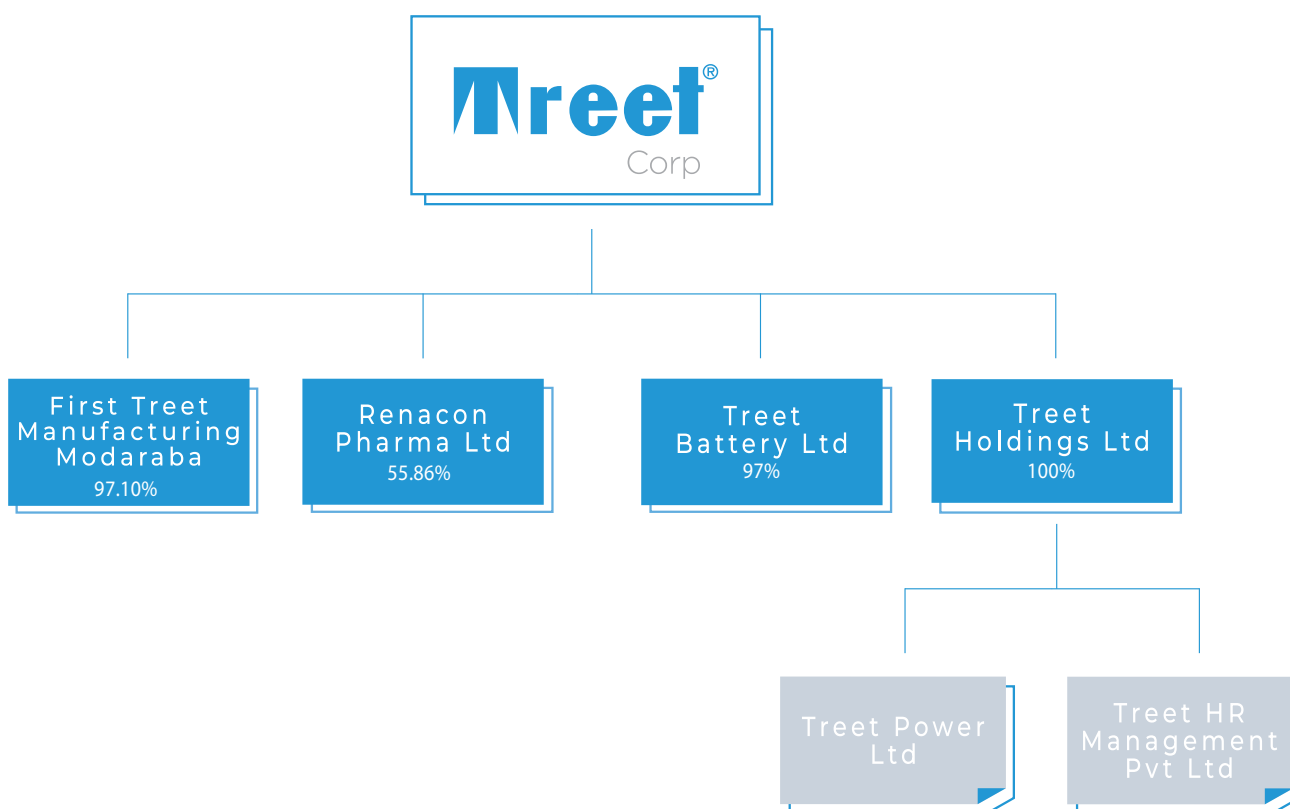 Treet®
Corp
First Treet
Manufacturing
Modaraba
97.10%
Renacon
Pharma Ltd
55.86%
Treet
Battery Ltd
97%
Treet
Holdings Ltd
100%
Treet Power
Ltd
Treet HR
Management
Pvt Ltd